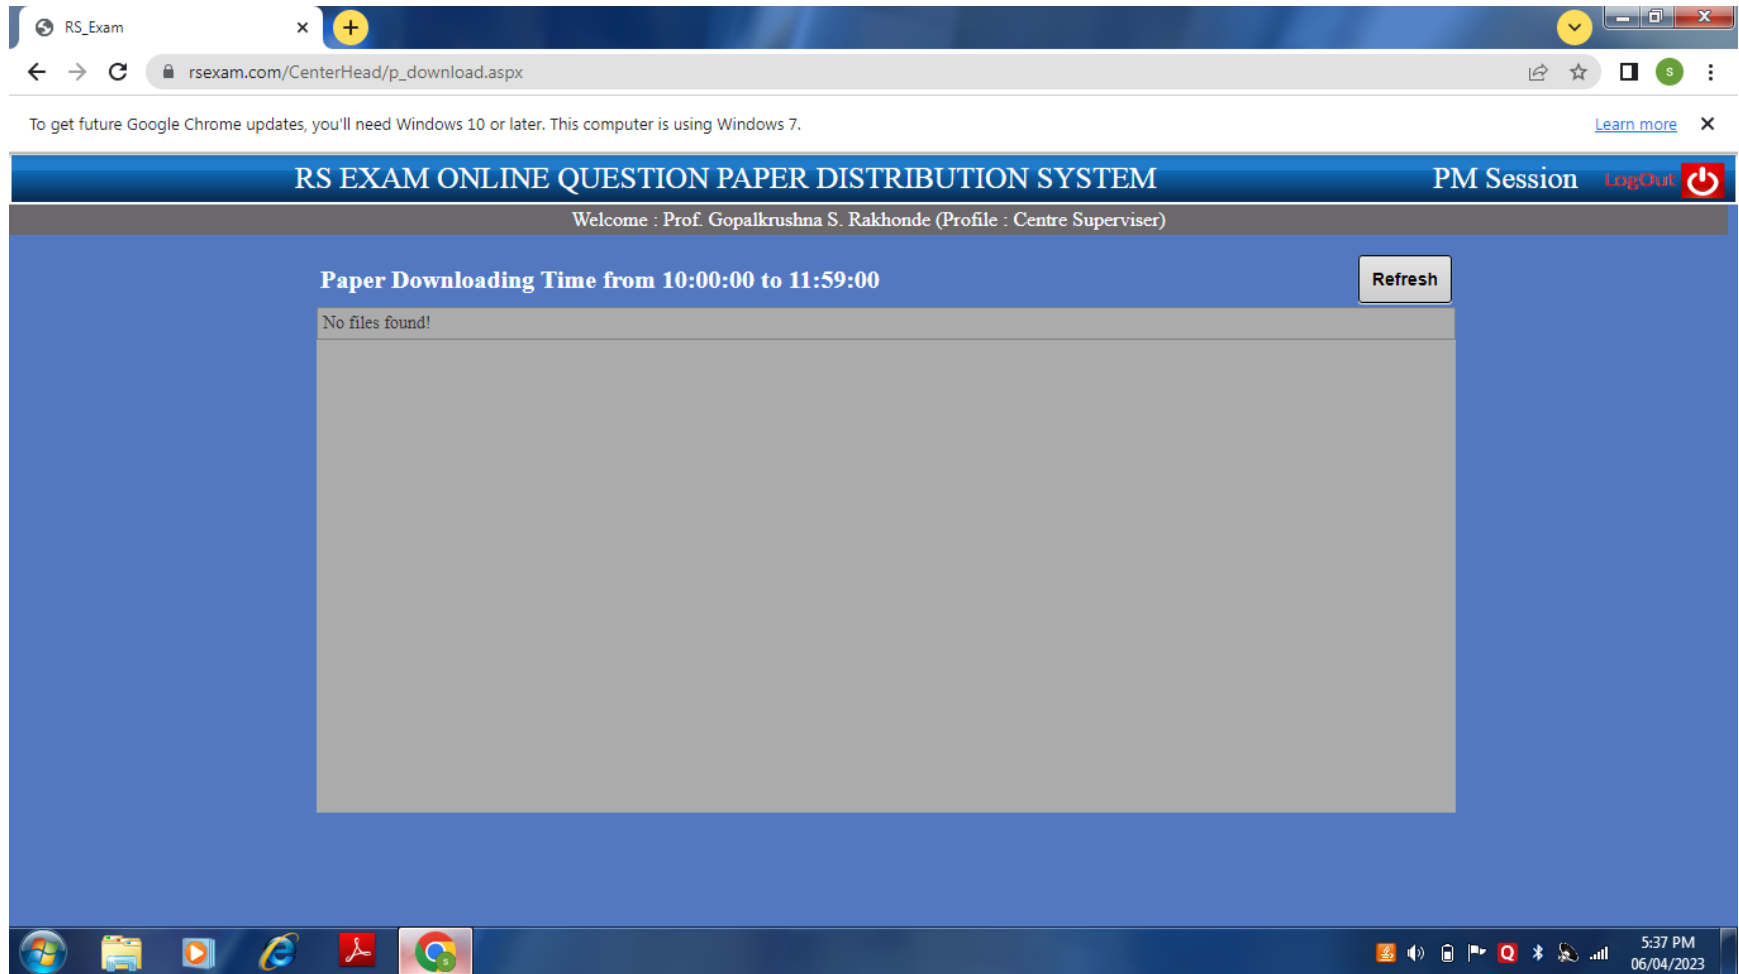 RS_Exam
rsexam.com/CenterHead/p_download.aspx
S
To get future Google Chrome updates, you'll need Windows 10 or later. This computer is using Windows 7.
Learn more
RS EXAM ONLINE QUESTION PAPER DISTRIBUTION SYSTEM
PM Session
LogOut
Welcome : Prof. Gopalkrushna S. Rakhonde (Profile : Centre Superviser)
Paper Downloading Time from 10:00:00 to 11:59:00
Refresh
No files found!
5:37 PM
06/04/2023